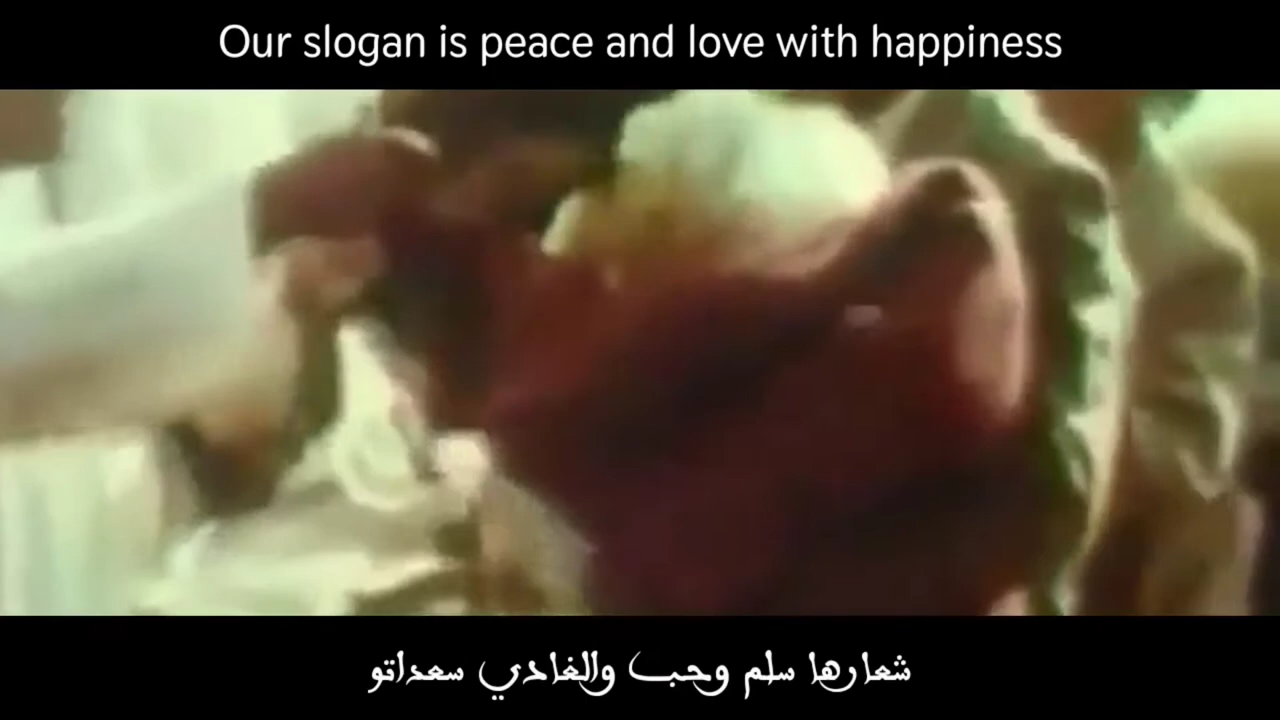 Our slogan is peace and love with happiness
شعارها سلم وحب والغادي سعداتو